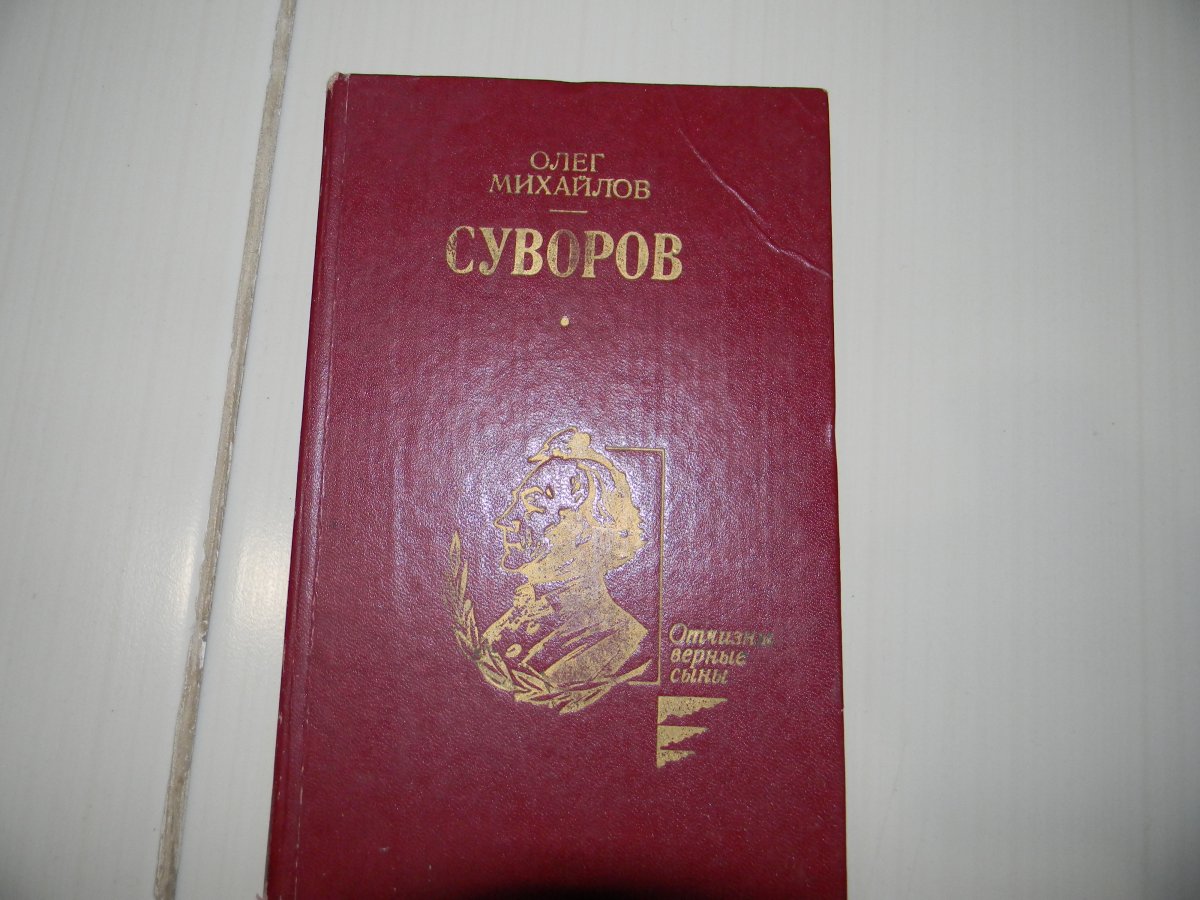 ОЛЕГ
МИХАЙЛОВ
СУВОРОВ
Отчизны
верные
сыны